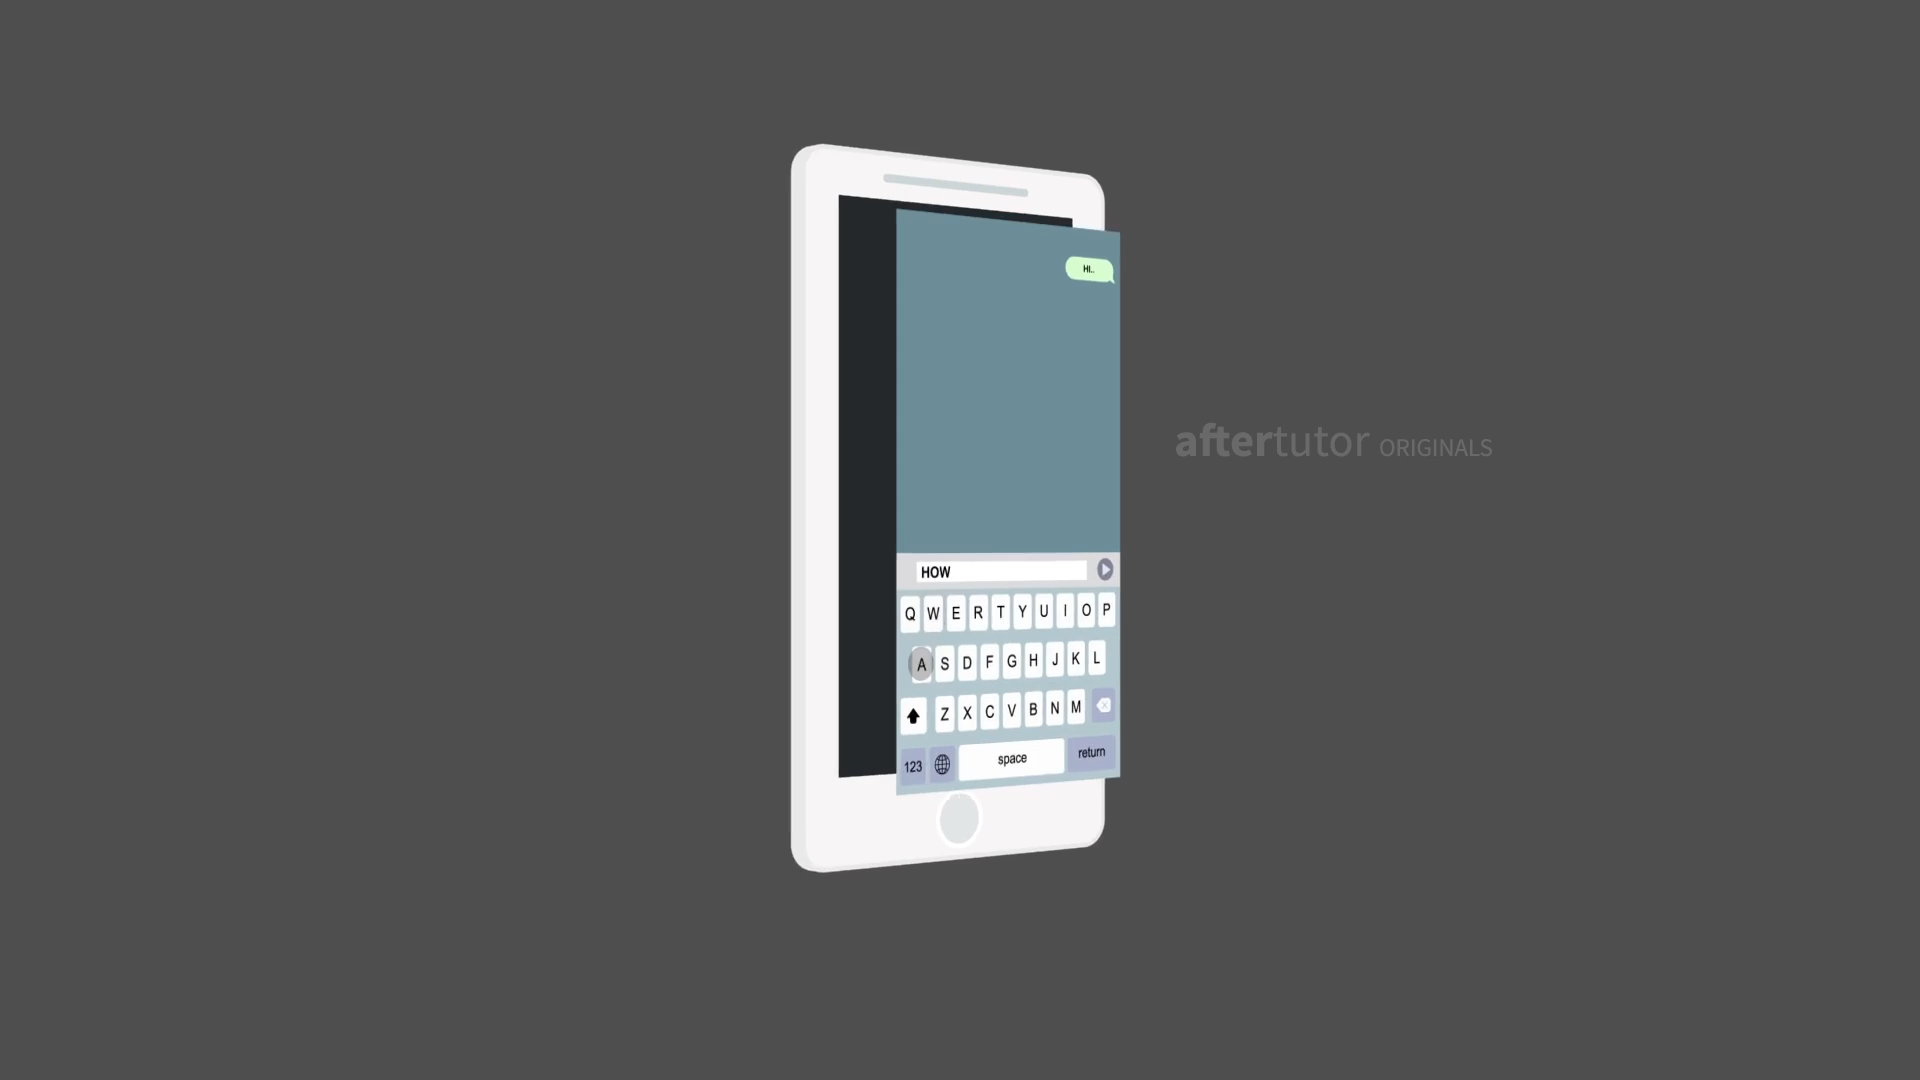 HI..
aftertutor ORIGINALS
HOW
Q W E R T Y U I O P
A S D F G H J K L
Z X C V B N M
123 space return